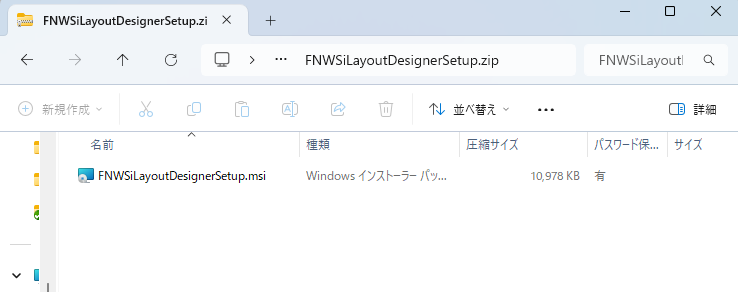 FNWSiLayoutDesignerSetup.zi
FNWSiLayoutDesignerSetup.zip
FNWSiLayoutl
新規作成
並べ替え
詳細
名前
種類
圧縮サイズ
パスワード保...
サイズ
FNWSiLayoutDesignerSetup.msi
Windows インストーラー パッ...
10,978 KB
有